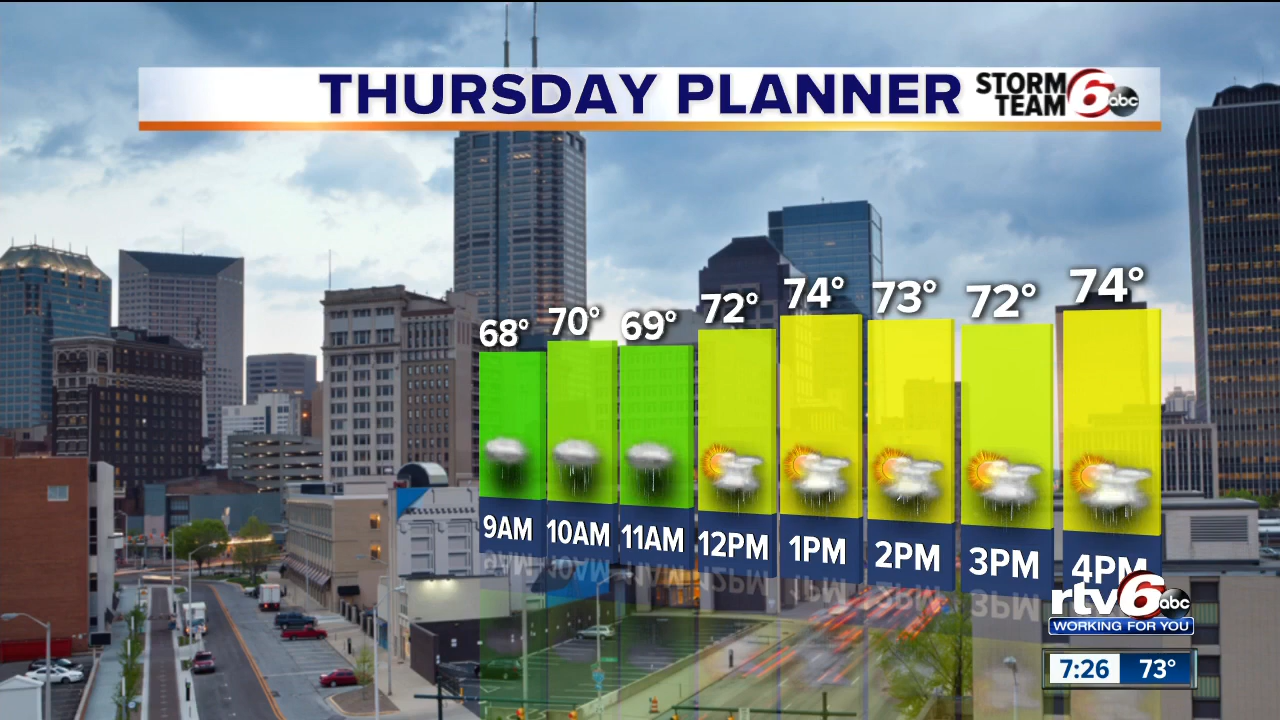 THURSDAY PLANNER
STORM
TEAM 6 abc
68° 70° 69° 72° 74° 73° 72° 74°
9AM 10AM 11AM 12PM 1PM 2PM 3PM 4PM
rtv6 abc
WORKING FOR YOU
7:26 73°